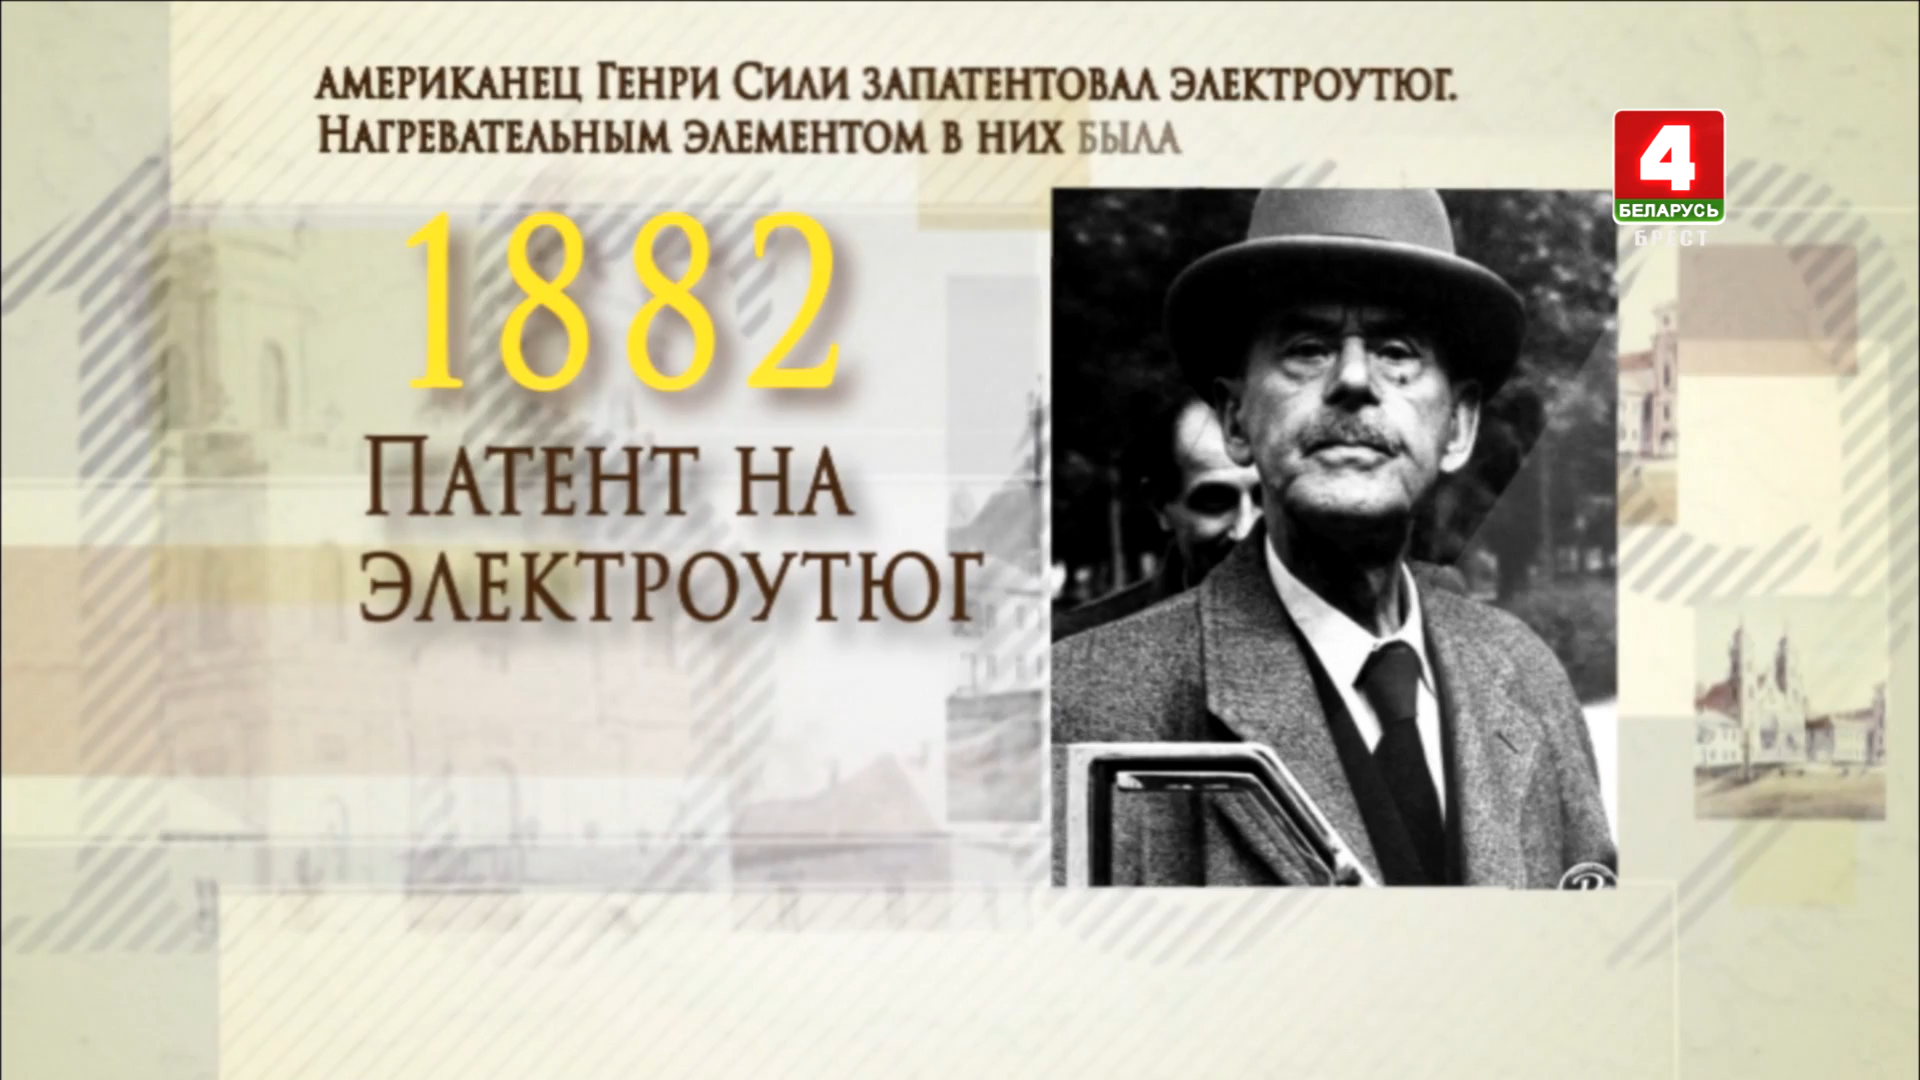 американец Генри Сили запатентовал электроутюг.
Нагревательным элементом в них была
1882
Патент на
электроутюг
4
БЕЛАРУСЬ
БРЕСТ